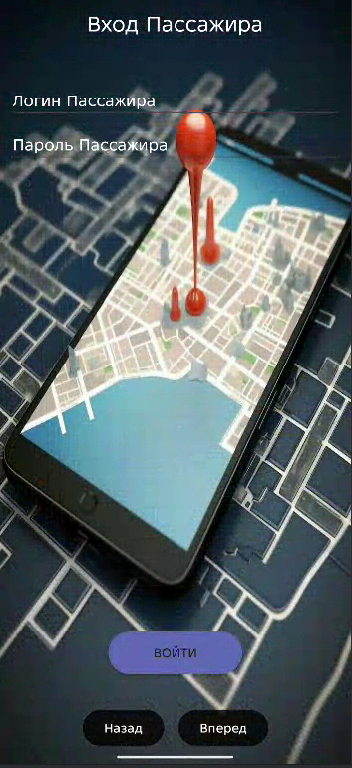 Вход Пассажира
Логин Пассажира
Пароль Пассажира
ВОЙТИ
Назад
Вперед